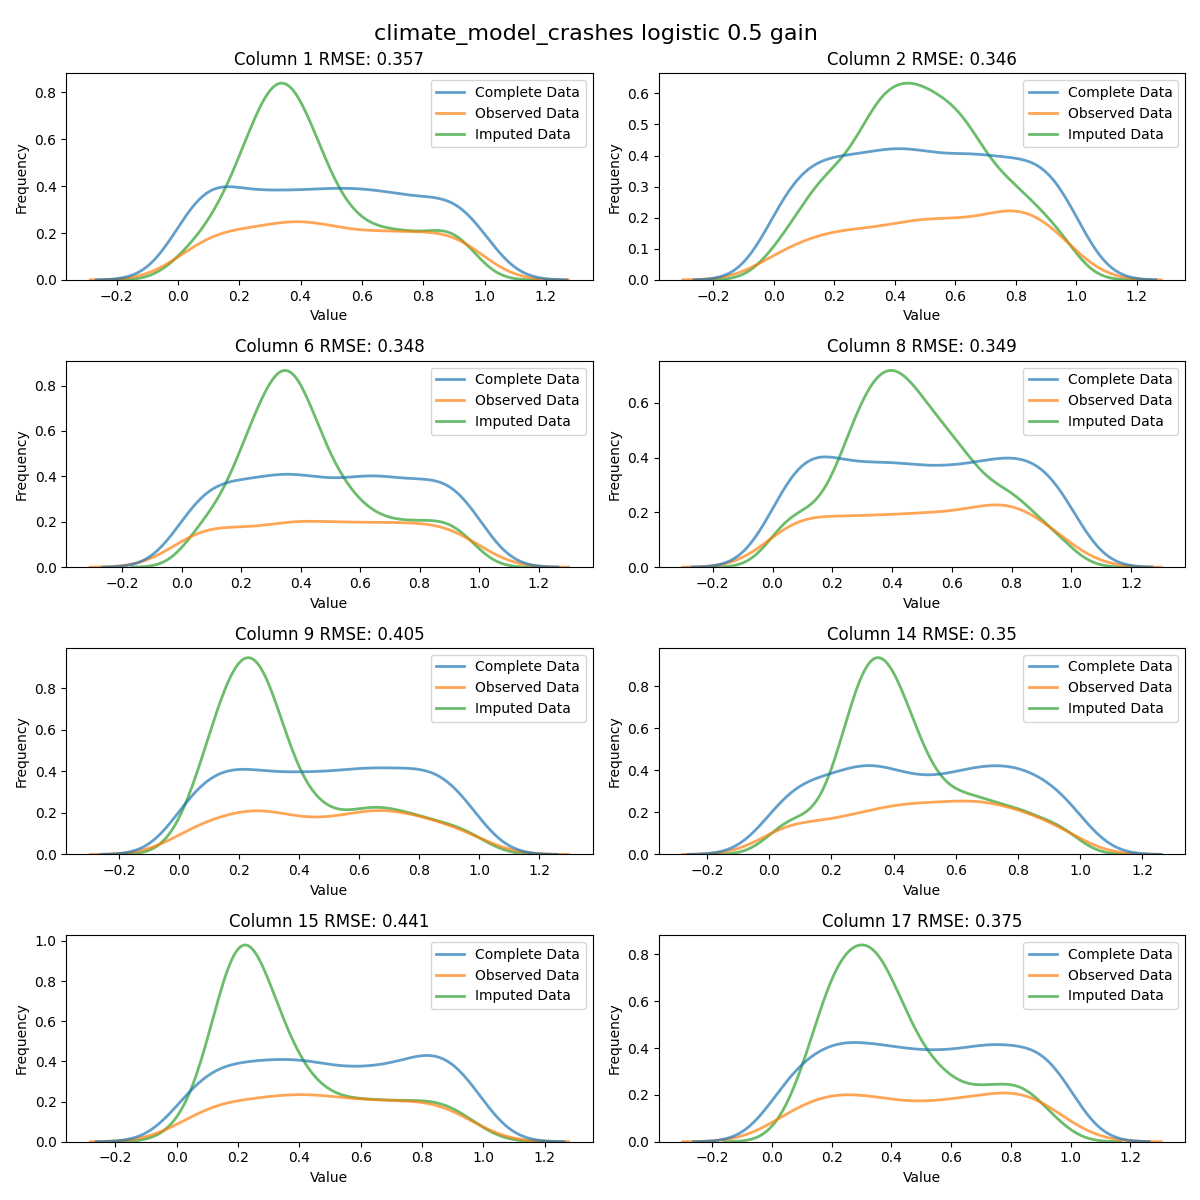 climate_model_crashes logistic 0.5 gain
Column 1 RMSE: 0.357
Frequency
0.0
0.2
0.4
0.6
0.8
−0.2 0.0 0.2 0.4 0.6 0.8 1.0 1.2
Value
Complete Data
Observed Data
Imputed Data
Column 2 RMSE: 0.346
Frequency
0.0
0.1
0.2
0.3
0.4
0.5
0.6
−0.2 0.0 0.2 0.4 0.6 0.8 1.0 1.2
Value
Complete Data
Observed Data
Imputed Data
Column 6 RMSE: 0.348
Frequency
0.0
0.2
0.4
0.6
0.8
−0.2 0.0 0.2 0.4 0.6 0.8 1.0 1.2
Value
Complete Data
Observed Data
Imputed Data
Column 8 RMSE: 0.349
Frequency
0.0
0.2
0.4
0.6
−0.2 0.0 0.2 0.4 0.6 0.8 1.0 1.2
Value
Complete Data
Observed Data
Imputed Data
Column 9 RMSE: 0.405
Frequency
0.0
0.2
0.4
0.6
0.8
−0.2 0.0 0.2 0.4 0.6 0.8 1.0 1.2
Value
Complete Data
Observed Data
Imputed Data
Column 14 RMSE: 0.35
Frequency
0.0
0.2
0.4
0.6
0.8
−0.2 0.0 0.2 0.4 0.6 0.8 1.0 1.2
Value
Complete Data
Observed Data
Imputed Data
Column 15 RMSE: 0.441
Frequency
0.0
0.2
0.4
0.6
0.8
1.0
−0.2 0.0 0.2 0.4 0.6 0.8 1.0 1.2
Value
Complete Data
Observed Data
Imputed Data
Column 17 RMSE: 0.375
Frequency
0.0
0.2
0.4
0.6
0.8
−0.2 0.0 0.2 0.4 0.6 0.8 1.0 1.2
Value
Complete Data
Observed Data
Imputed Data